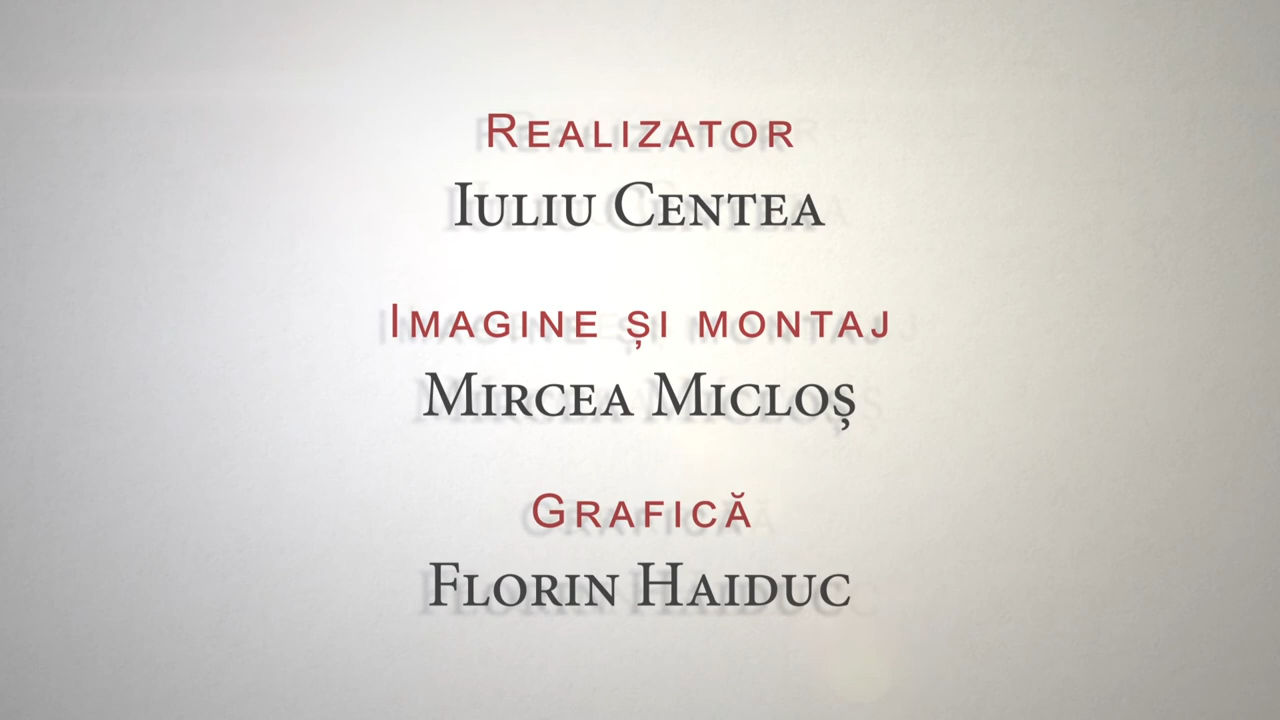 Realizator
Iuliu Centea
Imagine și montaj
Mircea Micloș
Grafică
Florin Haiduc